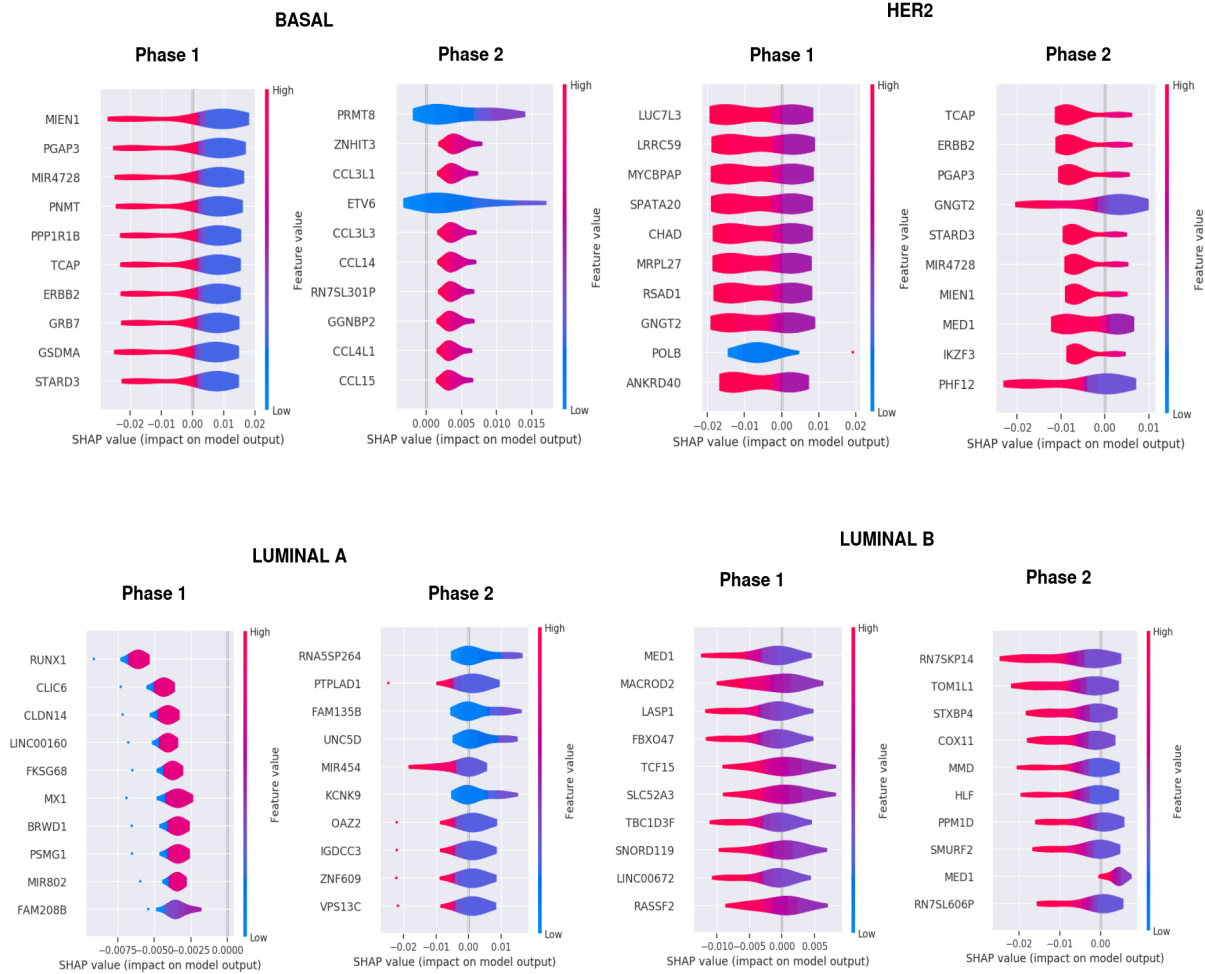 BASAL
Phase 1
Phase 2
High
MIEN1
PGAP3
MIR4728
PNMT
PPP1R1B
TCAP
ERBB2
GRB7
GSDMA
STARD3
Feature value
Low
−0.02 −0.01 0.00 0.01 0.02
SHAP value (impact on model output)
High
PRMT8
ZNHIT3
CCL3L1
ETV6
CCL3L3
CCL14
RN7SL301P
GGNBP2
CCL4L1
CCL15
Feature value
Low
0.000 0.005 0.010 0.015
SHAP value (impact on model output)
HER2
Phase 1
Phase 2
High
LUC7L3
LRRC59
MYCBPAP
SPATA20
CHAD
MRPL27
RSAD1
GNGT2
POLB
ANKRD40
Feature value
Low
−0.02 −0.01 0.00 0.01 0.02
SHAP value (impact on model output)
High
TCAP
ERBB2
PGAP3
GNGT2
STARD3
MIR4728
MIEN1
MED1
IKZF3
PHF12
Feature value
Low
−0.02 −0.01 0.00 0.01
SHAP value (impact on model output)
LUMINAL A
Phase 1
Phase 2
High
RUNX1
CLIC6
CLDN14
LINC00160
FKSG68
MX1
BRWD1
PSMG1
MIR802
FAM208B
Feature value
Low
−0.0075−0.0050−0.0025 0.0000
SHAP value (impact on model output)
High
RNA5SP264
PTPLAD1
FAM135B
UNC5D
MIR454
KCNK9
OAZ2
IGDCC3
ZNF609
VPS13C
Feature value
Low
−0.02 −0.01 0.00 0.01
SHAP value (impact on model output)
LUMINAL B
Phase 1
Phase 2
High
MED1
MACROD2
LASP1
FBXO47
TCF15
SLC52A3
TBC1D3F
SNORD119
LINC00672
RASSF2
Feature value
Low
−0.010−0.005 0.000 0.005
SHAP value (impact on model output)
High
RN7SKP14
TOM1L1
STXBP4
COX11
MMD
HLF
PPM1D
SMURF2
MED1
RN7SL606P
Feature value
Low
−0.02 −0.01 0.00
SHAP value (impact on model output)